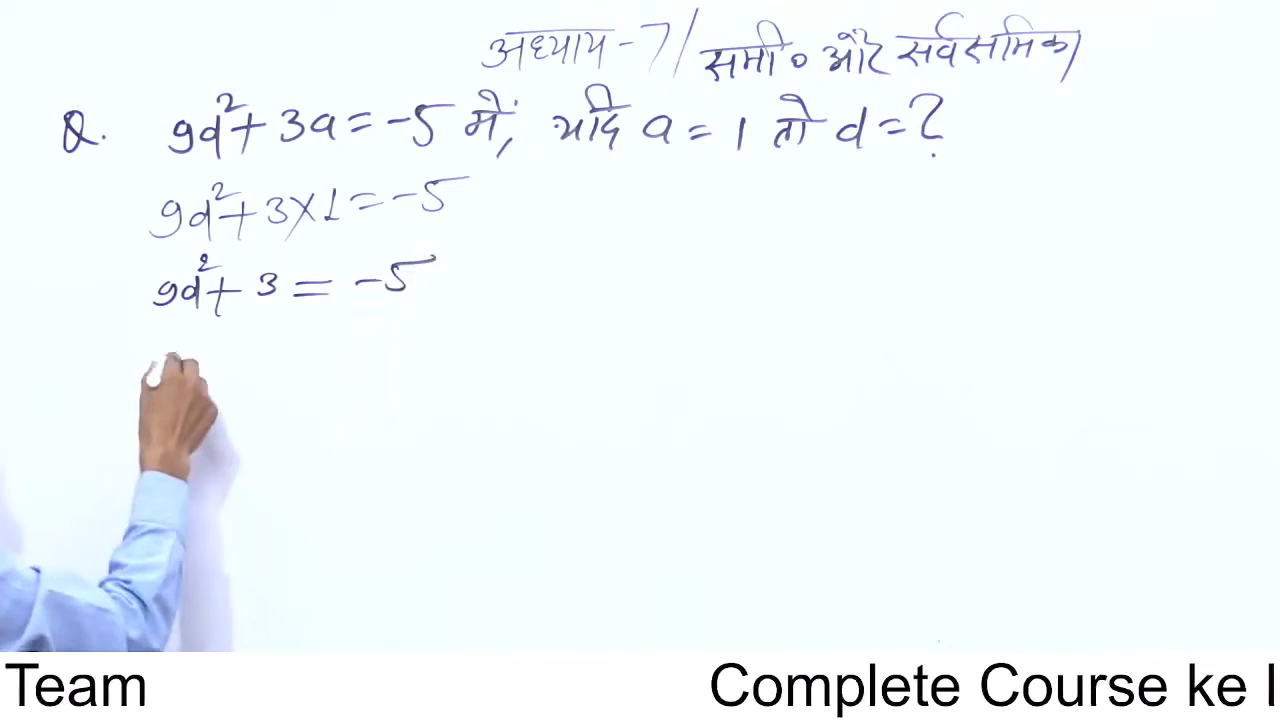 अध्याय - 7 / समी० और सर्वसमिका
Q. 9d²+ 3a = -5 में, यदि a = 1 तो d = ?
9d²+ 3×1 = -5
9d²+ 3 = -5
Team Complete Course ke l